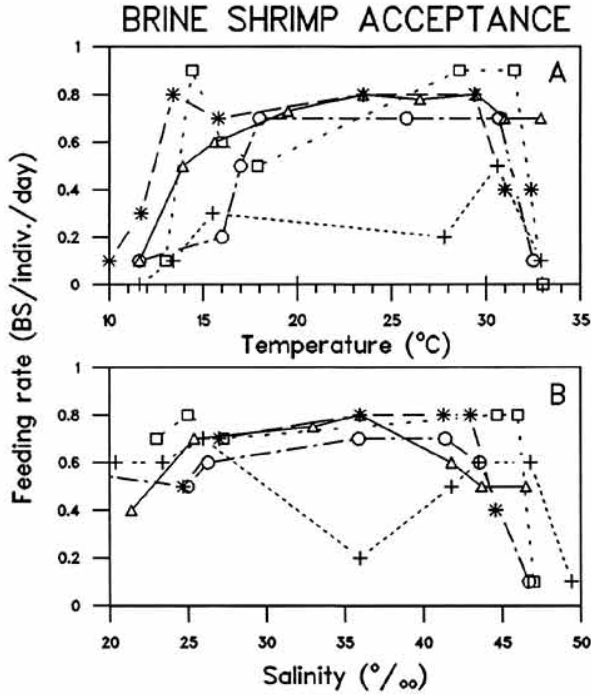 BRINE SHRIMP ACCEPTANCE
Feeding rate (BS/indiv./day)
A
1
0.8
0.6
0.4
0.2
0
10 15 20 25 30 35
Temperature (°C)
B
1
0.8
0.6
0.4
0.2
0
20 25 30 35 40 45 50
Salinity (°/oo)